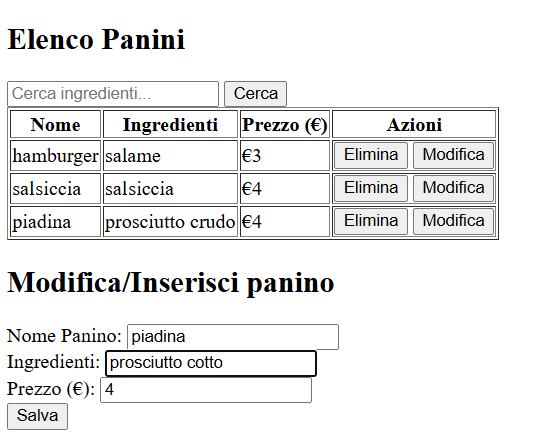 Elenco Panini
Cerca ingredienti... Cerca
Nome Ingredienti Prezzo (€) Azioni
hamburger salame €3 Elimina Modifica
salsiccia salsiccia €4 Elimina Modifica
piadina prosciutto crudo €4 Elimina Modifica
Modifica/Inserisci panino
Nome Panino: piadina
Ingredienti: prosciutto cotto
Prezzo (€): 4
Salva